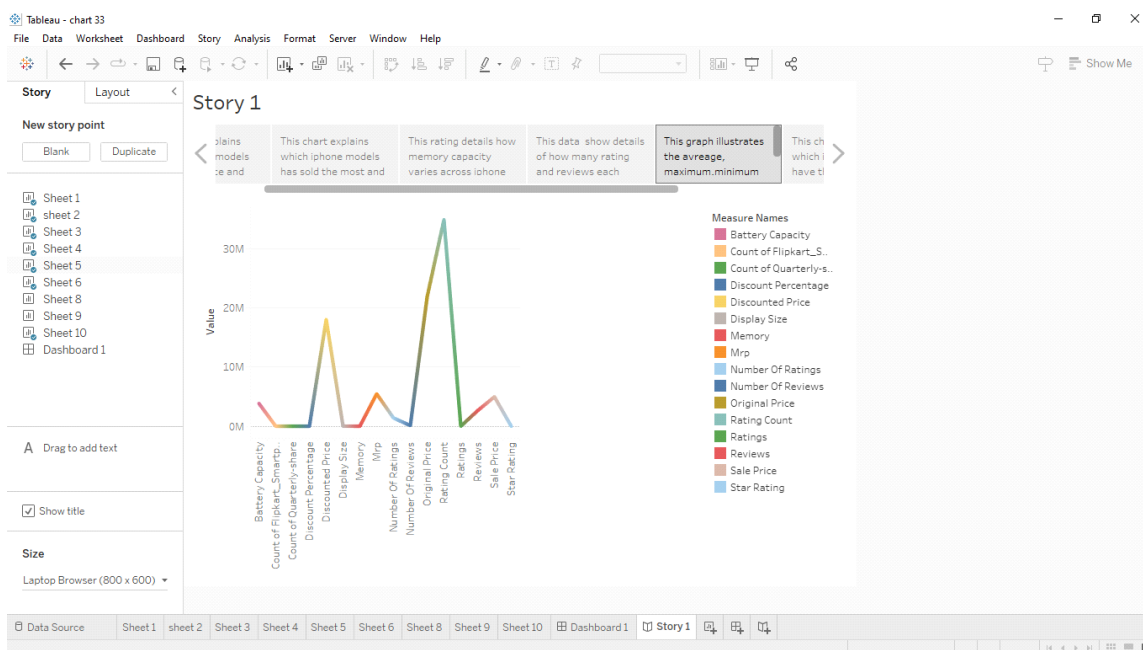 Tableau - chart 33
File Data Worksheet Dashboard Story Analysis Format Server Window Help
Show Me
Story Layout
New story point
Blank Duplicate
Sheet 1
sheet 2
Sheet 3
Sheet 4
Sheet 5
Sheet 6
Sheet 8
Sheet 9
Sheet 10
Dashboard 1
A Drag to add text
Show title
Size
Laptop Browser (800 x 600)
Story 1
plains
models
ce and
This chart explains
which iphone models
has sold the most and
This rating details how
memory capacity
varies across iphone
This data show details
of how many rating
and reviews each
This graph illustrates
the avreage,
maximum.minimum
This ch
which i
have t
Value
30M
20M
10M
0M
Battery Capacity
Count of Flipkart_Smartp..
Count of Quarterly-share
Discount Percentage
Discounted Price
Display Size
Memory
Mrp
Number Of Ratings
Number Of Reviews
Original Price
Rating Count
Ratings
Reviews
Sale Price
Star Rating
Measure Names
Battery Capacity
Count of Flipkart_S..
Count of Quarterly-s..
Discount Percentage
Discounted Price
Display Size
Memory
Mrp
Number Of Ratings
Number Of Reviews
Original Price
Rating Count
Ratings
Reviews
Sale Price
Star Rating
Data Source Sheet 1 sheet 2 Sheet 3 Sheet 4 Sheet 5 Sheet 6 Sheet 8 Sheet 9 Sheet 10 Dashboard 1 Story 1